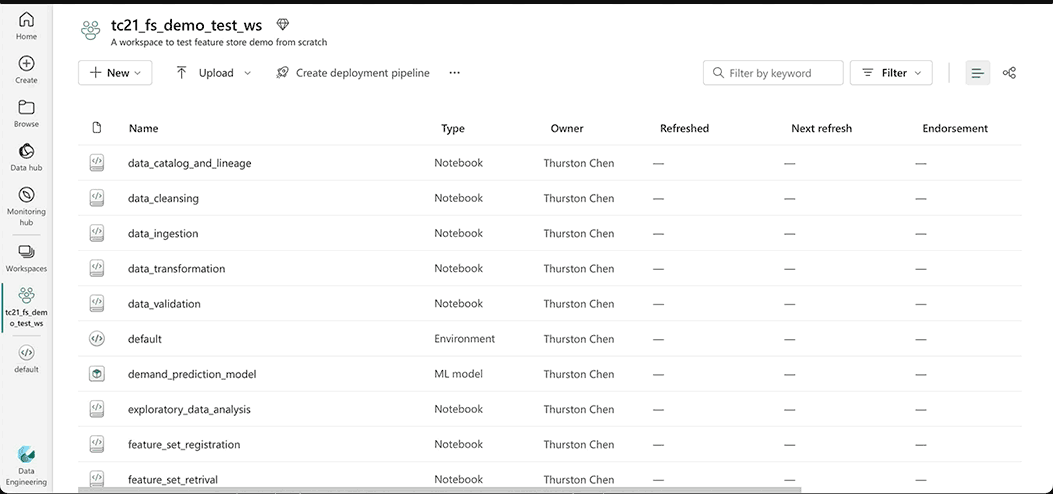 Home
Create
Browse
Data hub
Monitoring
hub
Workspaces
tc21_fs_dem
o_test_ws
default
Data
Engineering
tc21_fs_demo_test_ws
A workspace to test feature store demo from scratch
New Upload Create deployment pipeline ··· Filter by keyword Filter
Name Type Owner Refreshed Next refresh Endorsement
data_catalog_and_lineage Notebook Thurston Chen — — —
data_cleansing Notebook Thurston Chen — — —
data_ingestion Notebook Thurston Chen — — —
data_transformation Notebook Thurston Chen — — —
data_validation Notebook Thurston Chen — — —
default Environment Thurston Chen — — —
demand_prediction_model ML model Thurston Chen — — —
exploratory_data_analysis Notebook Thurston Chen — — —
feature_set_registration Notebook Thurston Chen — — —
feature_set_retrival Notebook Thurston Chen — — —